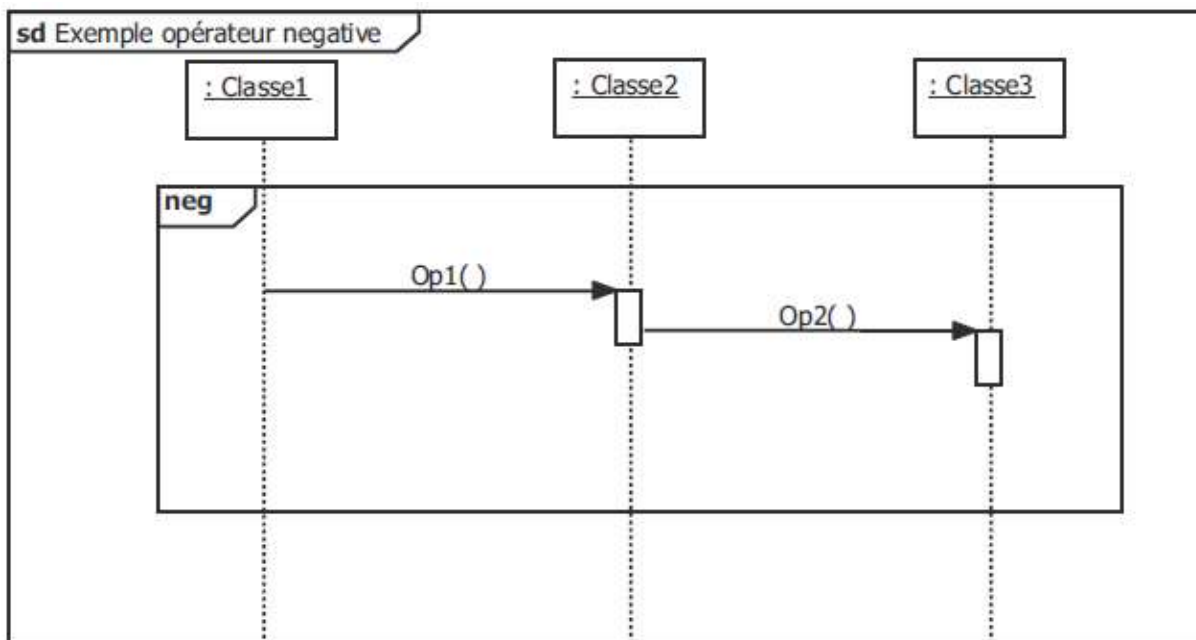 sd Exemple opérateur negative
: Classe1
: Classe2
: Classe3
neg
Op1( )
Op2( )